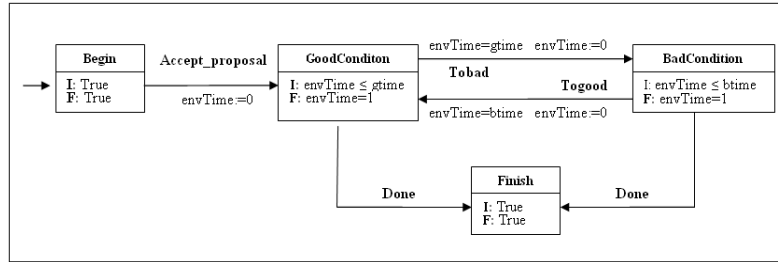 Begin
I: True
F: True
Accept_proposal
envTime:=0
GoodConditon
I: envTime ≤ gtime
F: envTime=1
envTime=gtime envTime:=0
Tobad
Togood
envTime=btime envTime:=0
BadCondition
I: envTime ≤ btime
F: envTime=1
Done
Finish
I: True
F: True
Done